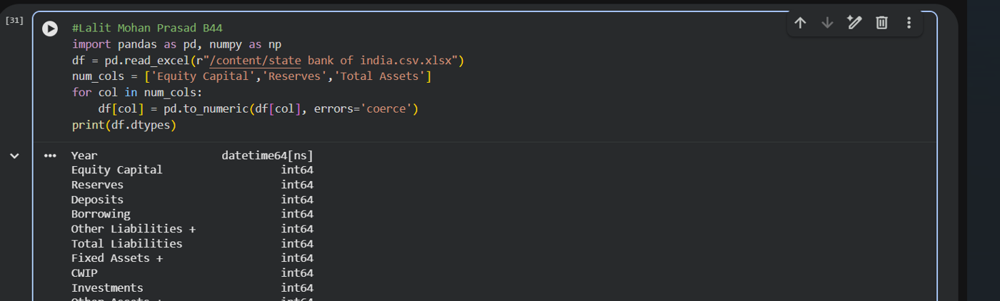 [31]
#Lalit Mohan Prasad B44
import pandas as pd, numpy as np
df = pd.read_excel(r"/content/state bank of india.csv.xlsx")
num_cols = ['Equity Capital','Reserves','Total Assets']
for col in num_cols:
    df[col] = pd.to_numeric(df[col], errors='coerce')
print(df.dtypes)
Year datetime64[ns]
Equity Capital int64
Reserves int64
Deposits int64
Borrowing int64
Other Liabilities + int64
Total Liabilities int64
Fixed Assets + int64
CWIP int64
Investments int64
Other Assets + int64